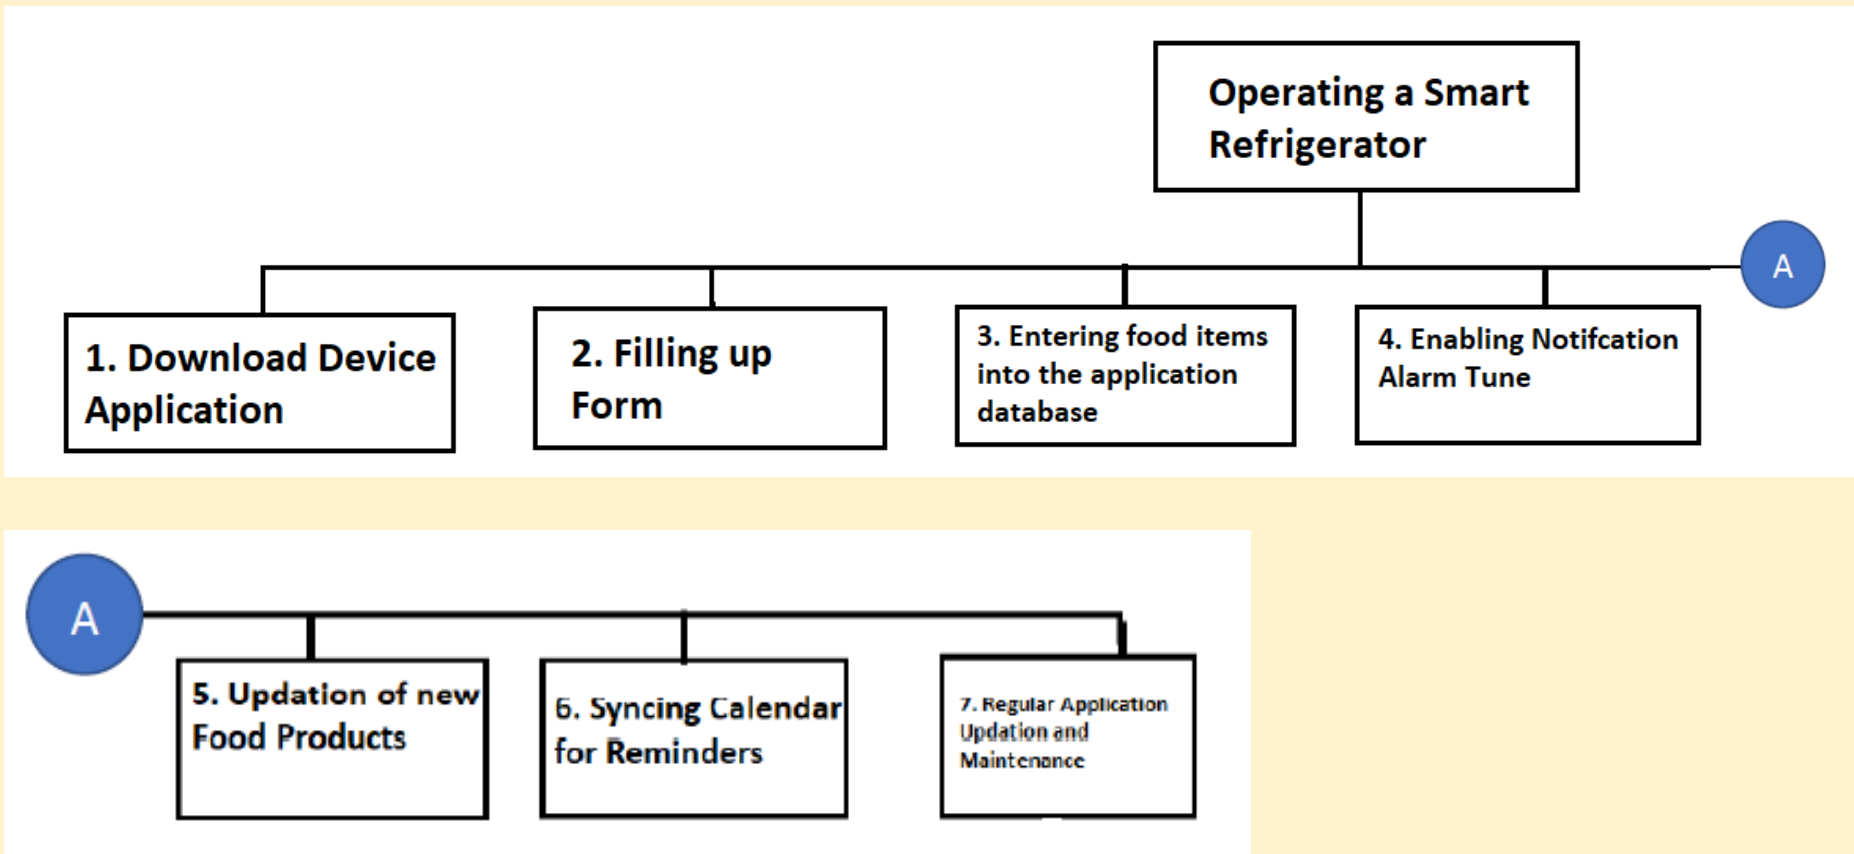 Operating a Smart
Refrigerator
A
1. Download Device
Application
2. Filling up
Form
3. Entering food items
into the application
database
4. Enabling Notifcation
Alarm Tune
A
5. Updation of new
Food Products
6. Syncing Calendar
for Reminders
7. Regular Application
Updation and
Maintenance